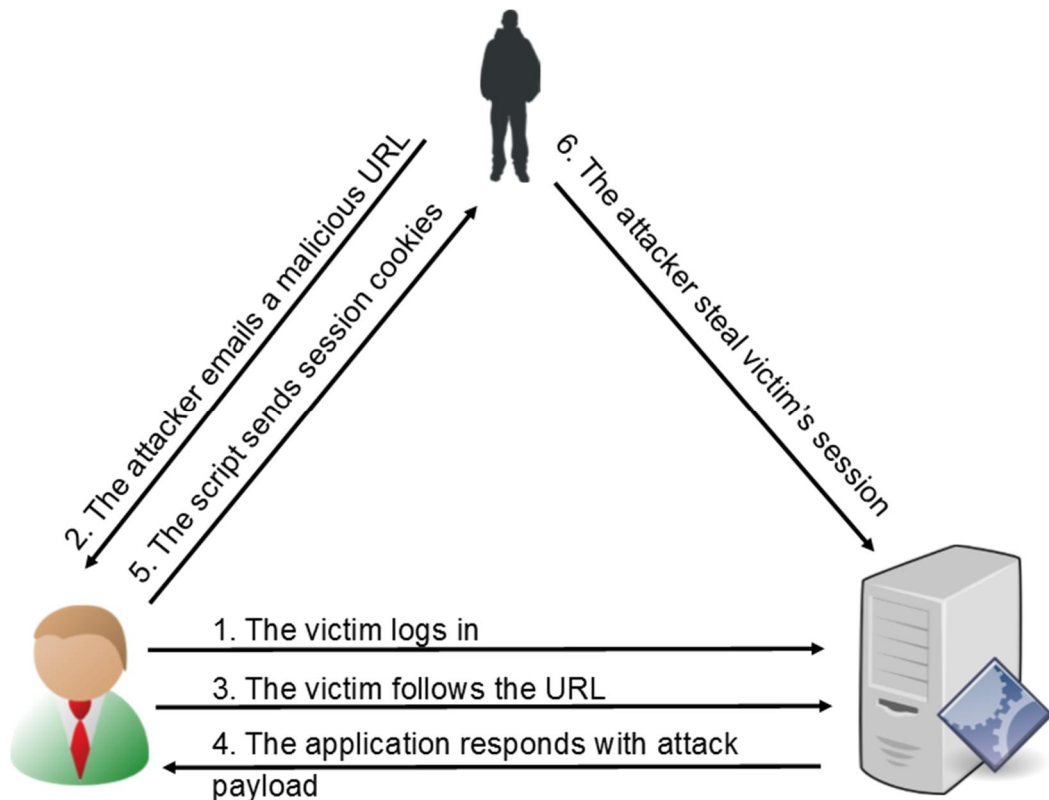 2. The attacker emails a malicious URL
5. The script sends session cookies
6. The attacker steal victim's session
1. The victim logs in
3. The victim follows the URL
4. The application responds with attack
payload